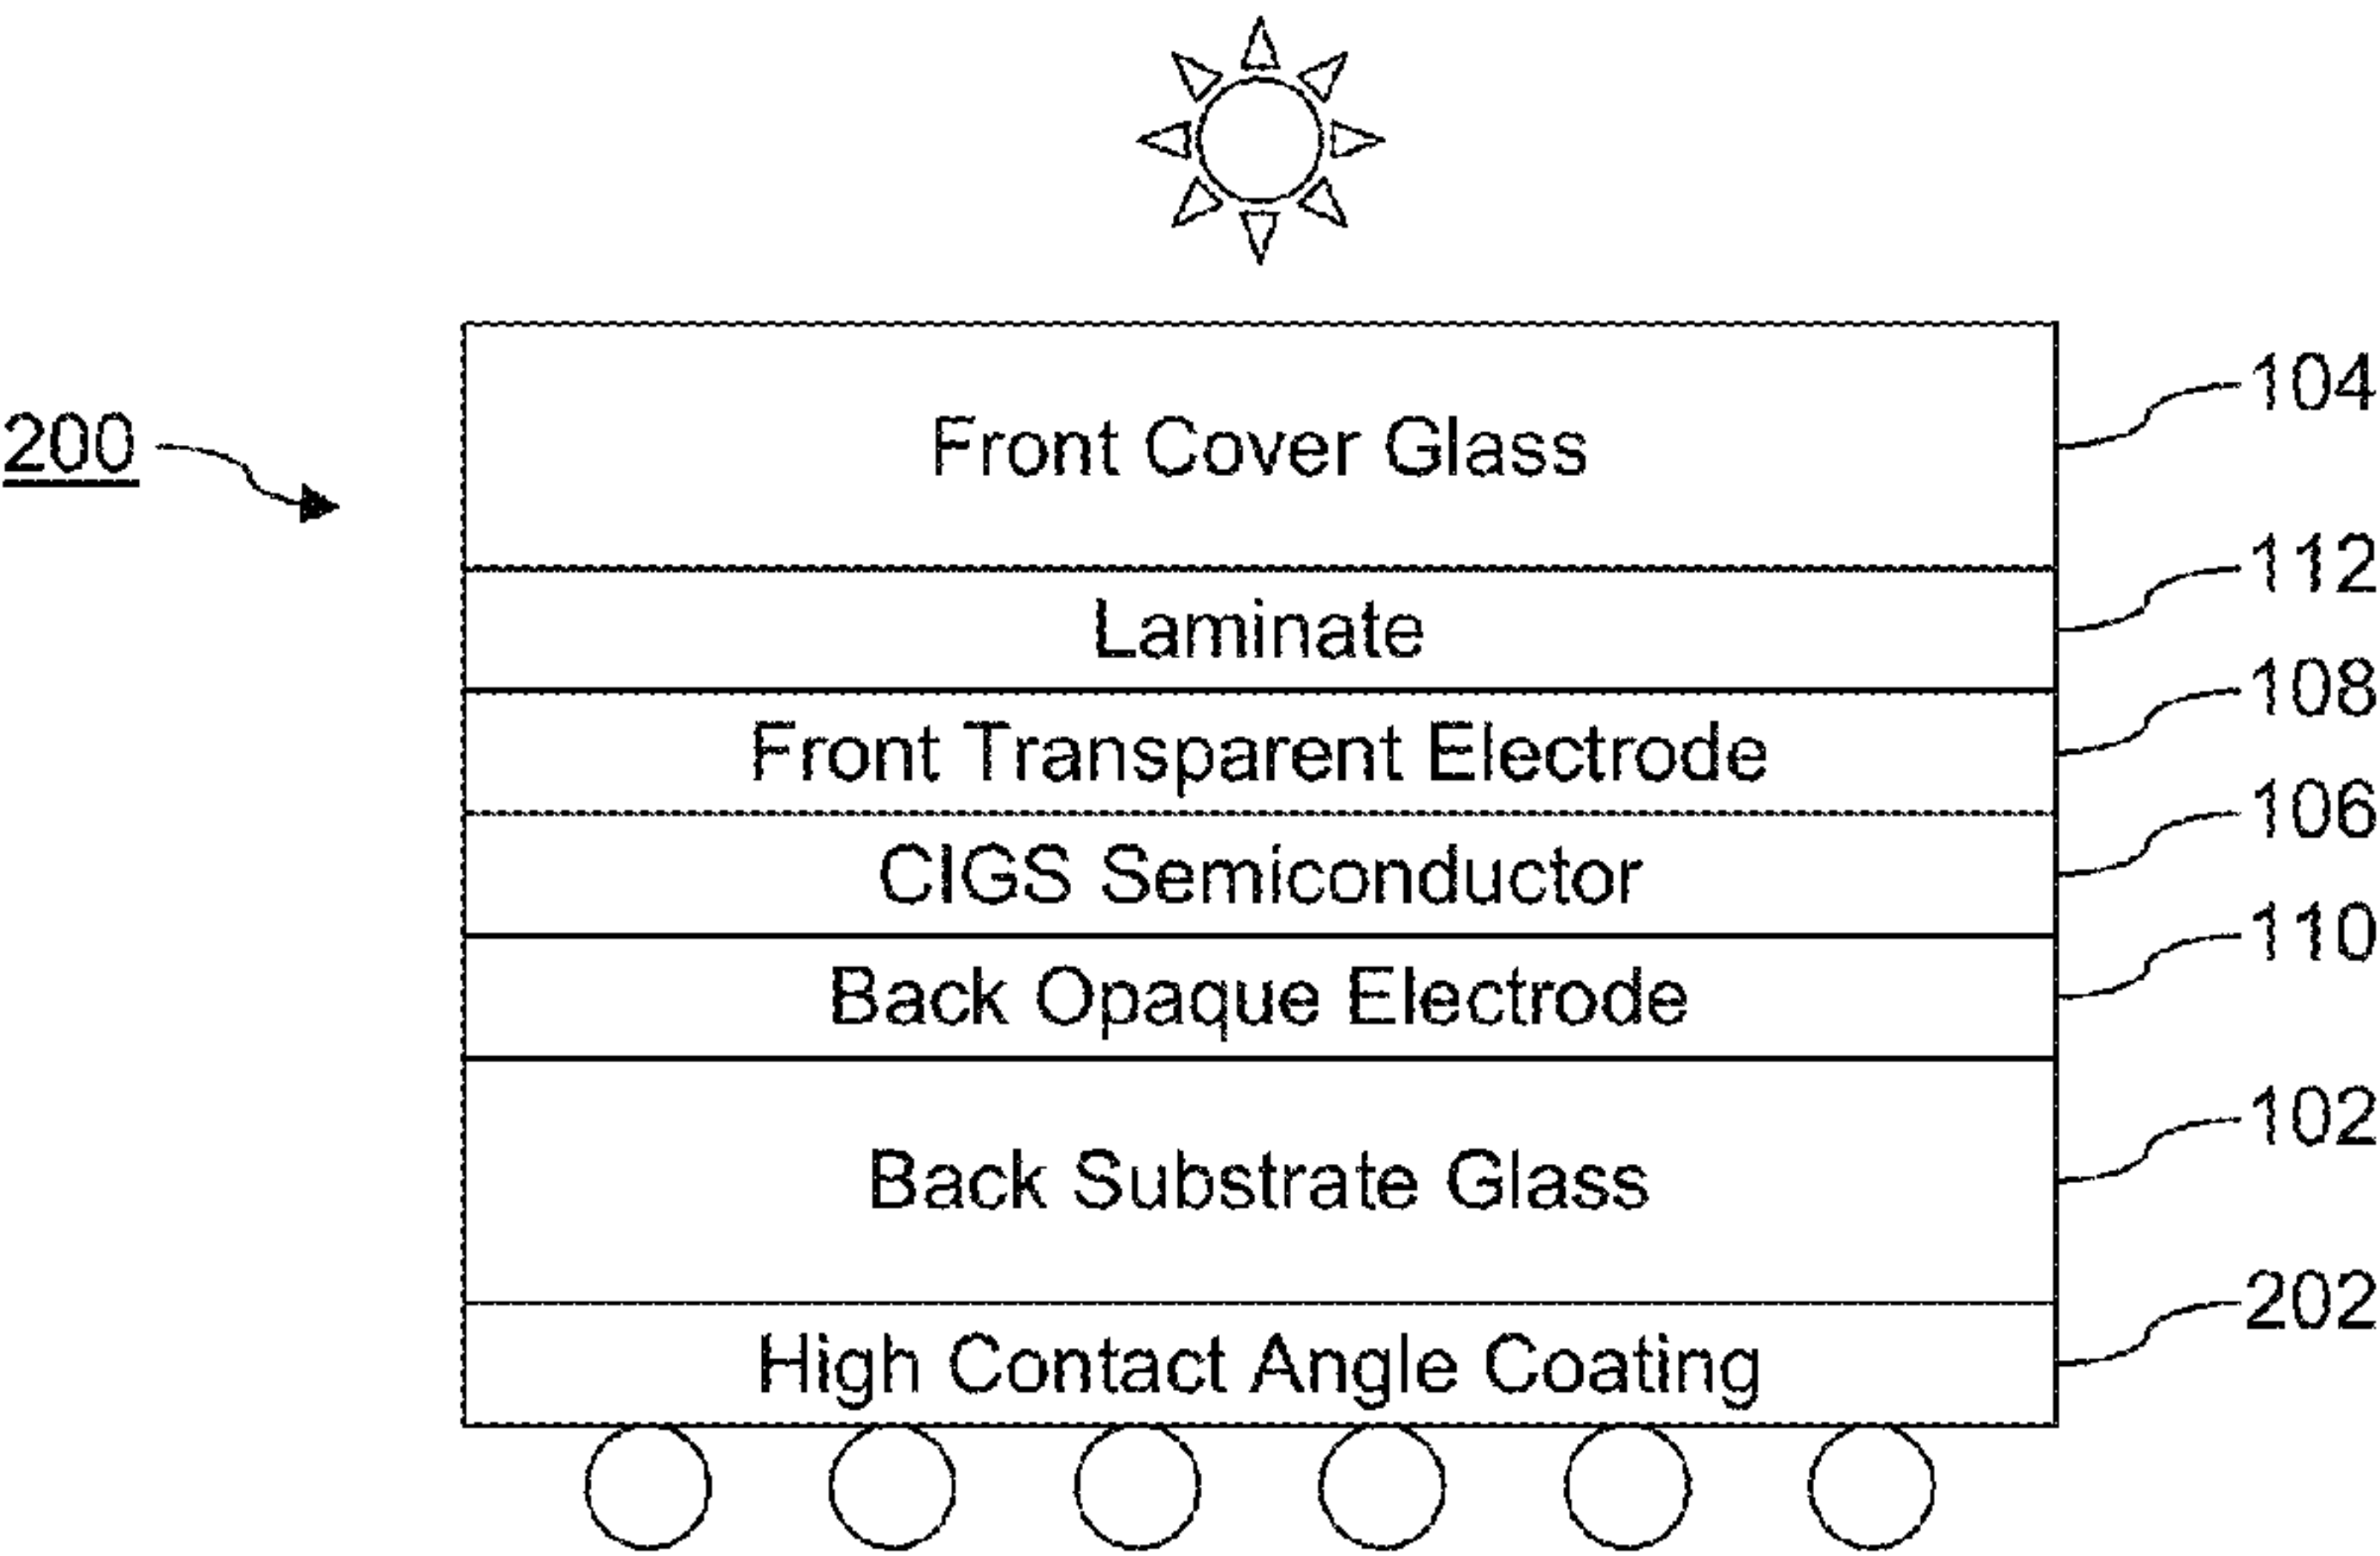 200
Front Cover Glass
104
Laminate
112
Front Transparent Electrode
108
CIGS Semiconductor
106
Back Opaque Electrode
110
Back Substrate Glass
102
High Contact Angle Coating
202